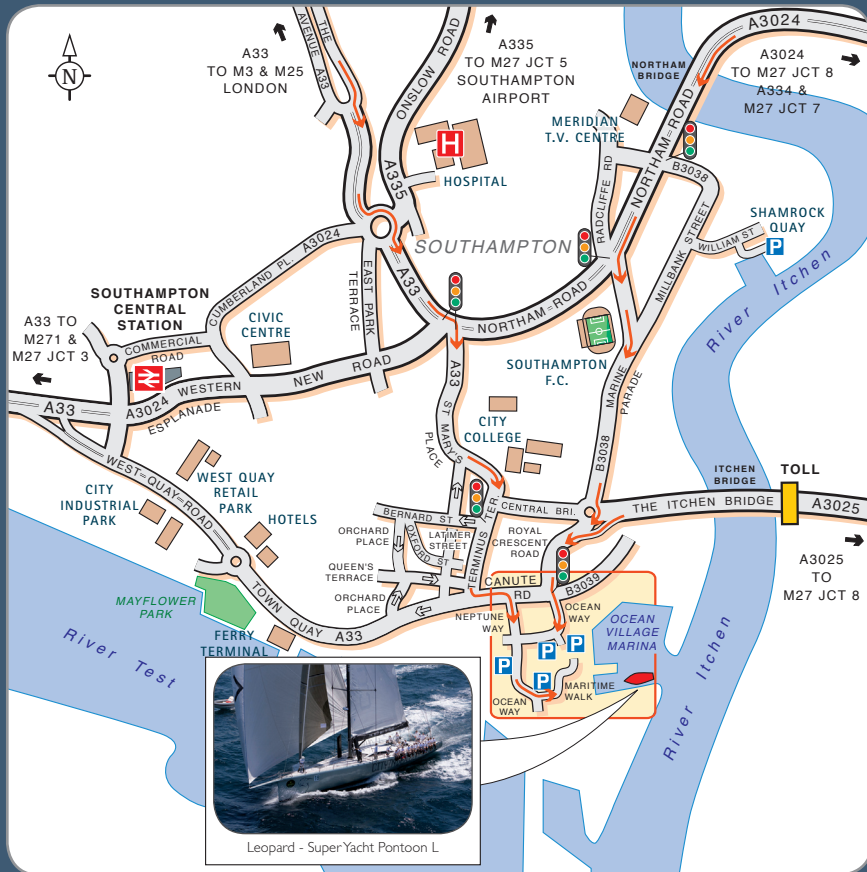 THE
AVENUE A33
A33
TO M3 & M25
LONDON
ONSLOW ROAD
A335
TO M27 JCT 5
SOUTHAMPTON
AIRPORT
A3024
NORTHAM
BRIDGE
A3024
TO M27 JCT 8
A334 &
M27 JCT 7
N
MERIDIAN
T.V. CENTRE
NORTHAM ROAD
H
HOSPITAL
A335
RADCLIFFE RD
B3038
MILLBANK STREET
WILLIAM ST
SHAMROCK
QUAY
P
SOUTHAMPTON
A3024
CUMBERLAND PL.
EAST PARK
TERRACE
A33
River Itchen
SOUTHAMPTON
CENTRAL
STATION
COMMERCIAL
ROAD
CIVIC
CENTRE
NORTHAM ROAD
A33 TO
M271 &
M27 JCT 3
SOUTHAMPTON
F.C.
MARINE
PARADE
A33
A3024
WESTERN
ESPLANADE
NEW ROAD
A33
ST MARY'S
PLACE
CITY
COLLEGE
B3038
WEST QUAY ROAD
WEST QUAY
RETAIL
PARK
CITY
INDUSTRIAL
PARK
HOTELS
ITCHEN
BRIDGE
TOLL
THE ITCHEN BRIDGE
A3025
A3025
TO
M27 JCT 8
CENTRAL BRI.
BERNARD ST
TERMINUS TER.
ORCHARD
PLACE
OXFORD ST
LATIMER
STREET
ROYAL
CRESCENT
ROAD
QUEEN'S
TERRACE
ORCHARD
PLACE
CANUTE
RD
B3039
MAYFLOWER
PARK
TOWN QUAY A33
FERRY
TERMINAL
NEPTUNE
WAY
OCEAN
WAY
OCEAN
VILLAGE
MARINA
P
P
P
P
MARITIME
WALK
OCEAN
WAY
River Test
River Itchen
Leopard - Super Yacht Pontoon L